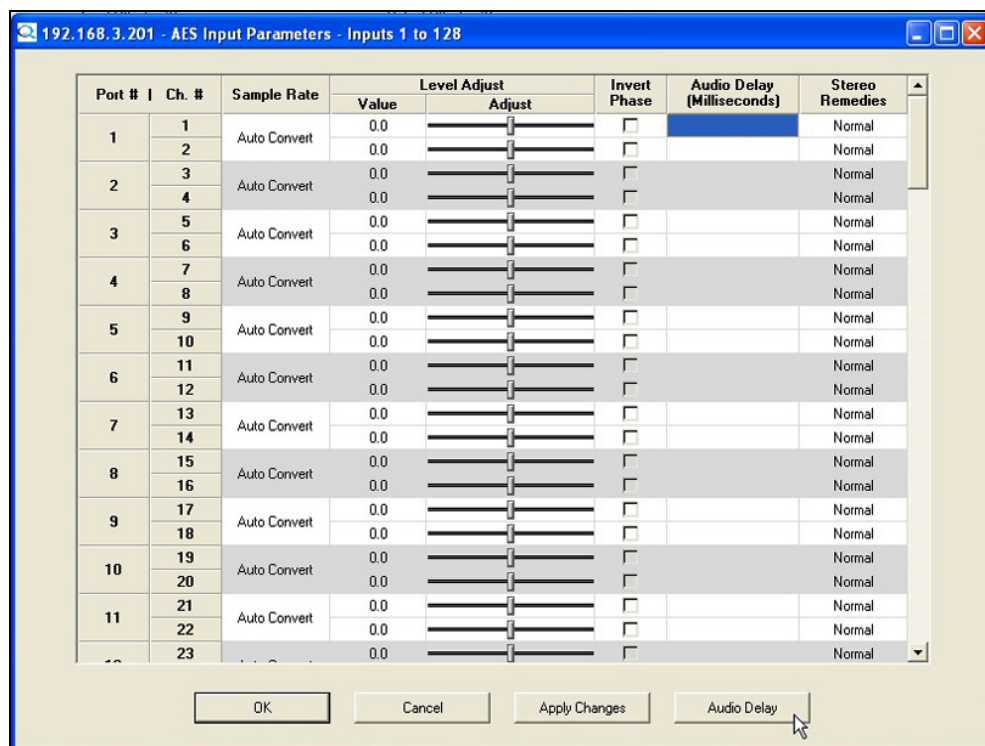 192.168.3.201 - AES Input Parameters - Inputs 1 to 128
Port # | Ch. # Sample Rate Level Adjust Invert Phase Audio Delay (Milliseconds) Stereo Remedies
Value Adjust
1 1 Auto Convert 0.0 Normal
2 0.0 Normal
2 3 Auto Convert 0.0 Normal
4 0.0 Normal
3 5 Auto Convert 0.0 Normal
6 0.0 Normal
4 7 Auto Convert 0.0 Normal
8 0.0 Normal
5 9 Auto Convert 0.0 Normal
10 0.0 Normal
6 11 Auto Convert 0.0 Normal
12 0.0 Normal
7 13 Auto Convert 0.0 Normal
14 0.0 Normal
8 15 Auto Convert 0.0 Normal
16 0.0 Normal
9 17 Auto Convert 0.0 Normal
18 0.0 Normal
10 19 Auto Convert 0.0 Normal
20 0.0 Normal
11 21 Auto Convert 0.0 Normal
22 0.0 Normal
23 0.0 Normal
OK Cancel Apply Changes Audio Delay